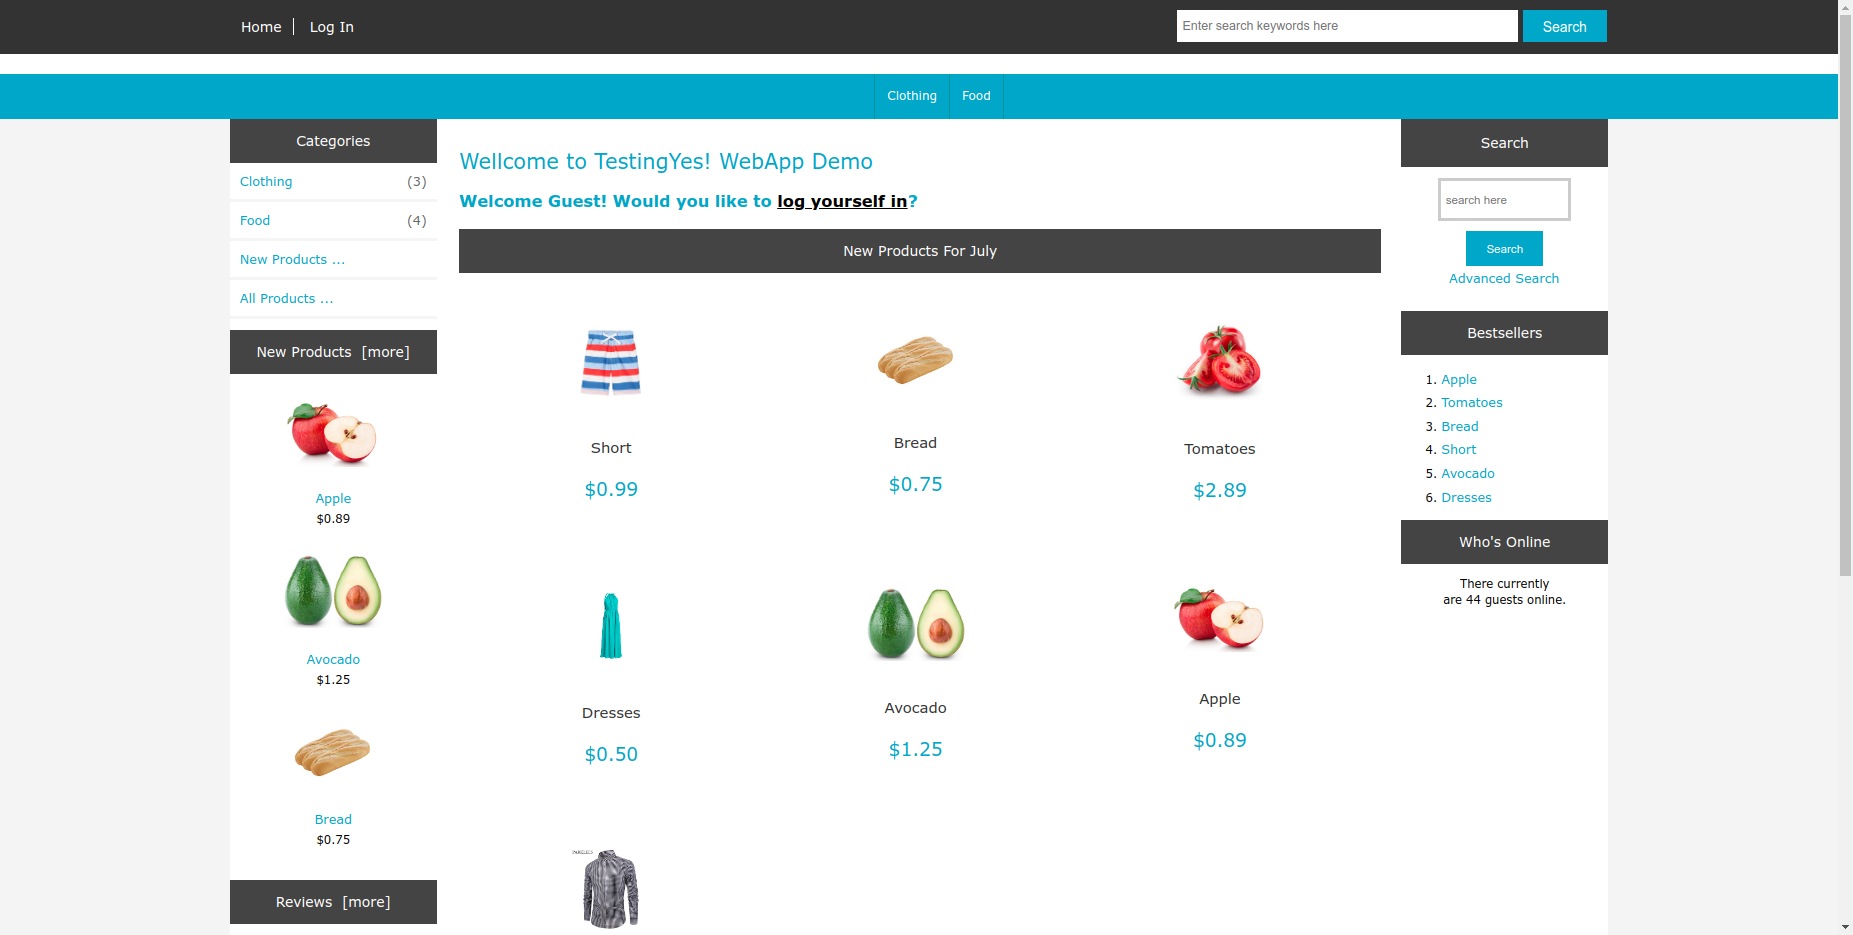 Home
Log In
Enter search keywords here
Search
Clothing
Food
Categories
Clothing (3)
Food (4)
New Products ...
All Products ...
New Products [more]
Apple
$0.89
Avocado
$1.25
Bread
$0.75
Reviews [more]
Wellcome to TestingYes! WebApp Demo
Welcome Guest! Would you like to log yourself in?
New Products For July
Short
$0.99
Bread
$0.75
Tomatoes
$2.89
Dresses
$0.50
Avocado
$1.25
Apple
$0.89
Search
search here
Search
Advanced Search
Bestsellers
1. Apple
2. Tomatoes
3. Bread
4. Short
5. Avocado
6. Dresses
Who's Online
There currently
are 44 guests online.